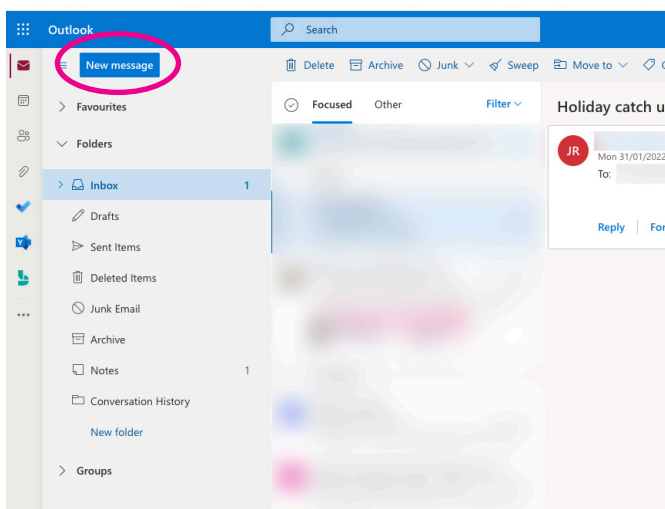 Outlook
Search
New message
Delete Archive Junk Sweep Move to
Favourites
Focused Other Filter
Holiday catch u
Folders
JR
Mon 31/01/2022
To:
Inbox 1
Drafts
Reply For
Sent Items
Deleted Items
Junk Email
Archive
Notes 1
Conversation History
New folder
Groups